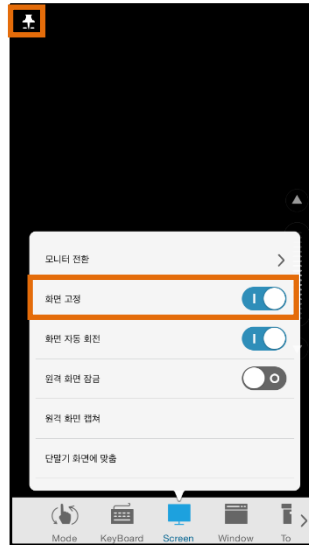 모니터 전환
화면 고정
화면 자동 회전
원격 화면 잠금
원격 화면 캡쳐
단말기 화면에 맞춤
Mode KeyBoard Screen Window To